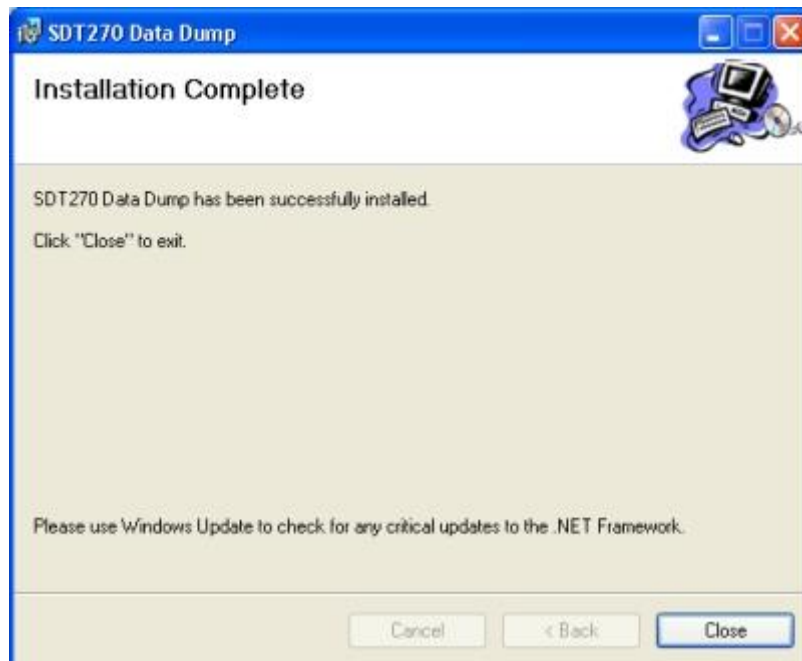 SDT270 Data Dump
Installation Complete
SDT270 Data Dump has been successfully installed.
Click "Close" to exit.
Please use Windows Update to check for any critical updates to the .NET Framework.
Cancel
< Back
Close